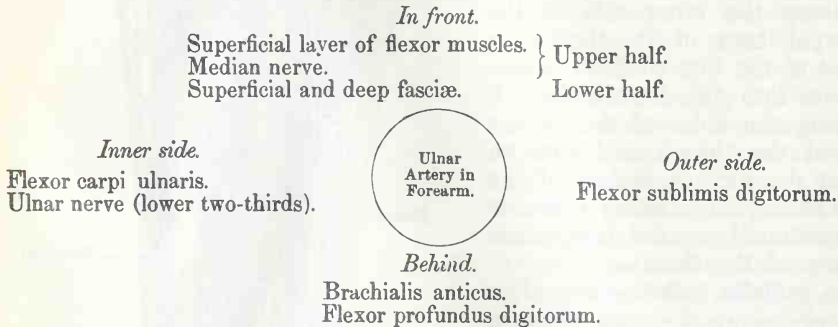 In front.
Superficial layer of flexor muscles. } Upper half.
Median nerve.
Superficial and deep fasciæ. Lower half.
Inner side.
Flexor carpi ulnaris.
Ulnar nerve (lower two-thirds).
Ulnar
Artery in
Forearm.
Outer side.
Flexor sublimis digitorum.
Behind.
Brachialis anticus.
Flexor profundus digitorum.